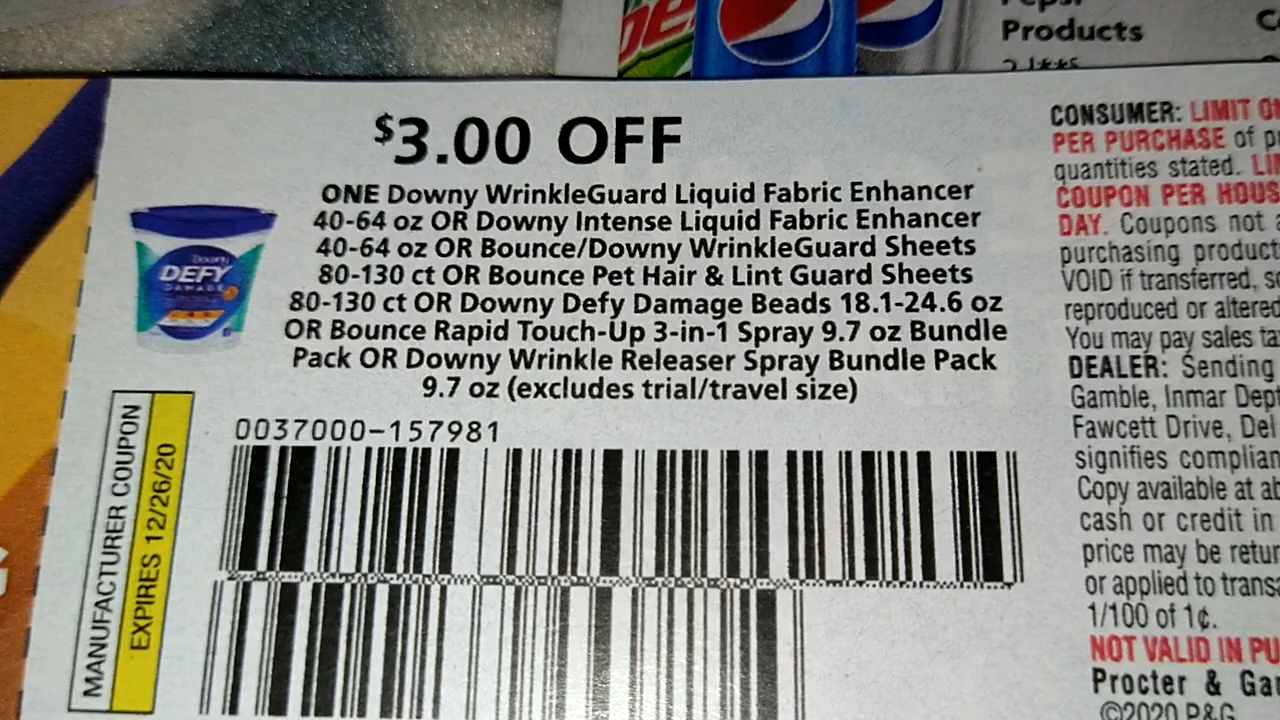 Products
$3.00 OFF
ONE Downy WrinkleGuard Liquid Fabric Enhancer
40-64 oz OR Downy Intense Liquid Fabric Enhancer
40-64 oz OR Bounce/Downy WrinkleGuard Sheets
80-130 ct OR Bounce Pet Hair & Lint Guard Sheets
80-130 ct OR Downy Defy Damage Beads 18.1-24.6 oz
OR Bounce Rapid Touch-Up 3-in-1 Spray 9.7 oz Bundle
Pack OR Downy Wrinkle Releaser Spray Bundle Pack
9.7 oz (excludes trial/travel size)
Downy
DEFY
DAMAGE
0037000-157981
MANUFACTURER COUPON
EXPIRES 12/26/20
CONSUMER: LIMIT
PER PURCHASE of
quantities stated.
COUPON PER
DAY. Coupons not
purchasing
VOID if transferred,
reproduced or altered
You may pay sales
DEALER: Sending
Gamble, Inmar
Fawcett Drive, Del
signifies
Copy available at
cash or credit in
price may be
or applied to
1/100 of 1¢.
NOT VALID IN
Procter &
©2020 P&G